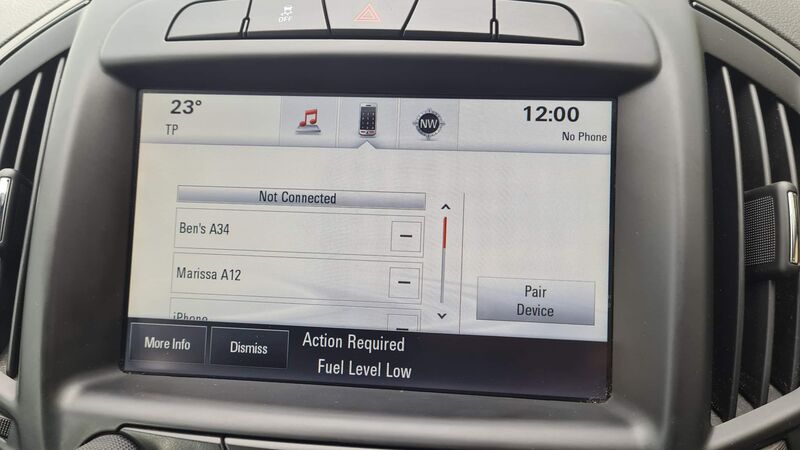 OFF
23°
TP
NW
12:00
No Phone
Not Connected
Ben's A34
Marissa A12
iPhone
Pair
Device
More Info
Dismiss
Action Required
Fuel Level Low